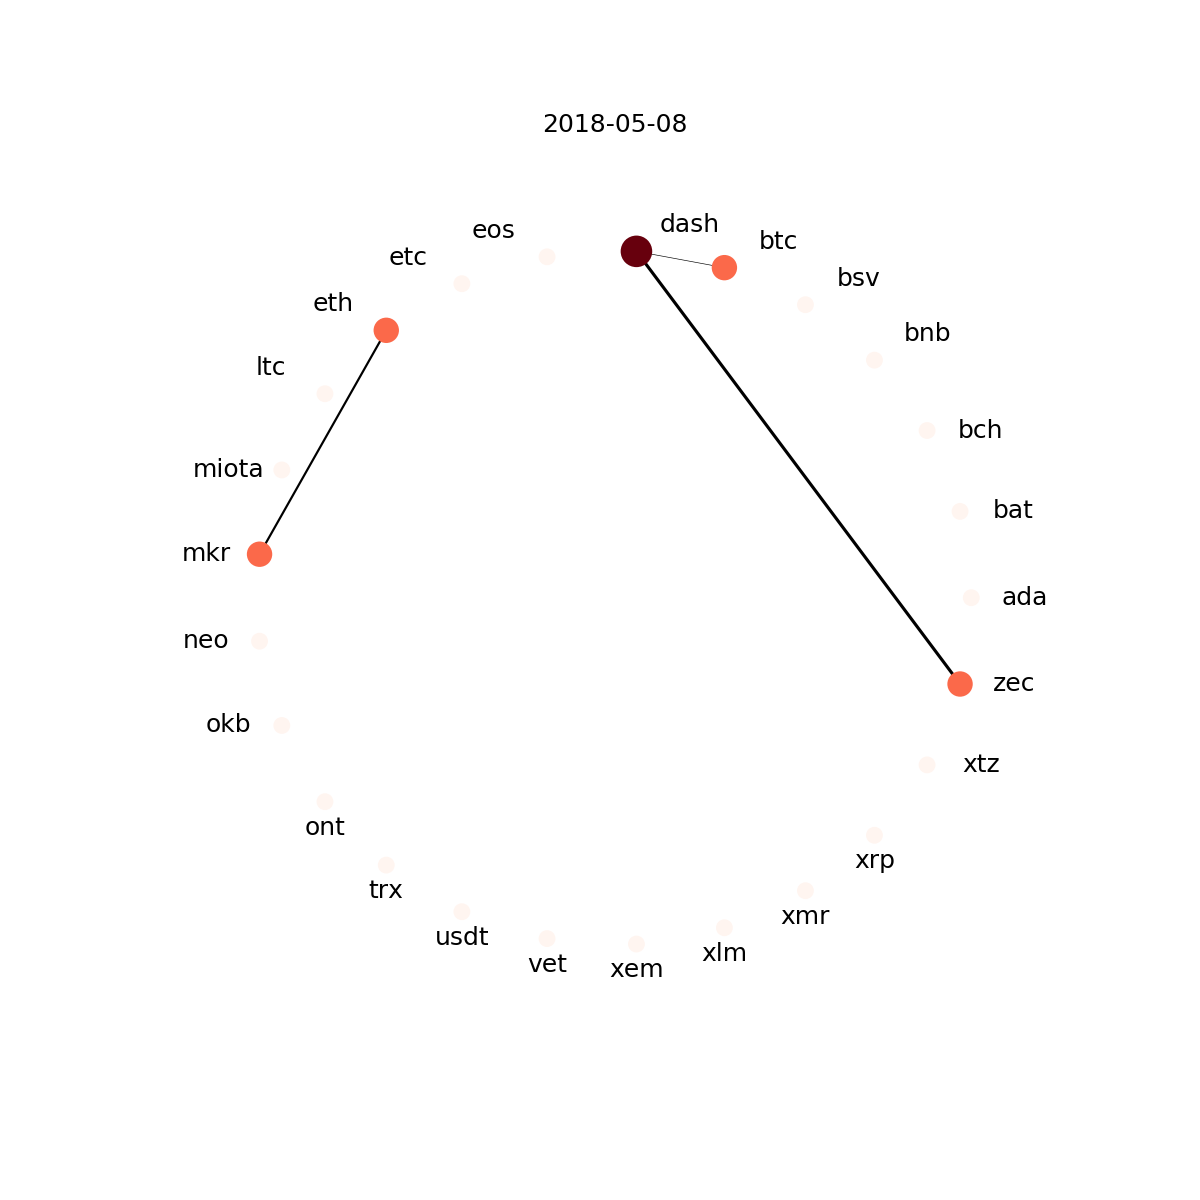 2018-05-08
dash
eos
btc
etc
bsv
eth
bnb
ltc
bch
miota
bat
mkr
ada
neo
zec
okb
xtz
ont
xrp
trx
xmr
usdt
xlm
vet
xem